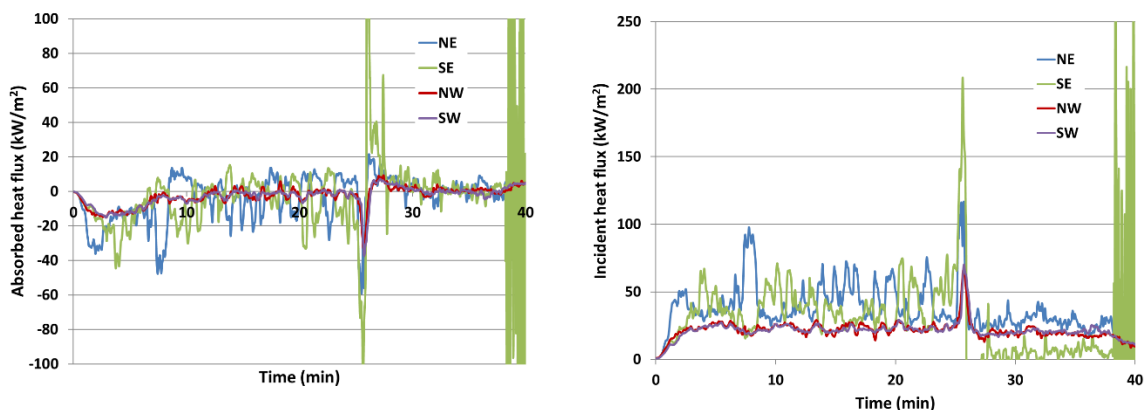 100
80
60
40
20
0
-20
-40
-60
-80
-100
Absorbed heat flux (kW/m²)
NE
SE
NW
SW
0
10
20
30
40
Time (min)
250
200
150
100
50
0
Incident heat flux (kW/m²)
NE
SE
NW
SW
0
10
20
30
40
Time (min)